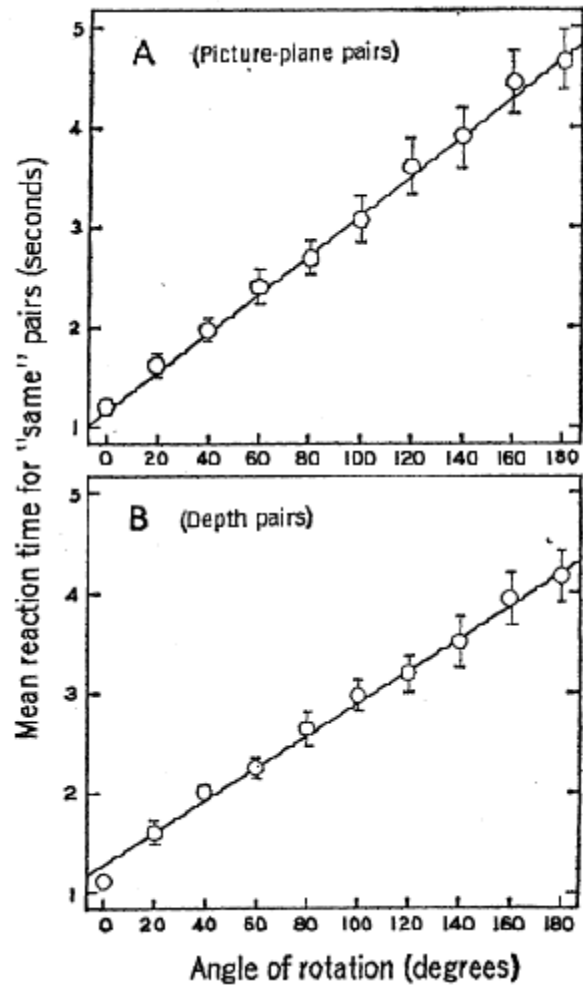 5
A (Picture-plane pairs)
4
3
2
1
0 20 40 60 80 100 120 140 160 180
Mean reaction time for "same" pairs (seconds)
5
B (Depth pairs)
4
3
2
1
0 20 40 60 80 100 120 140 160 180
Angle of rotation (degrees)